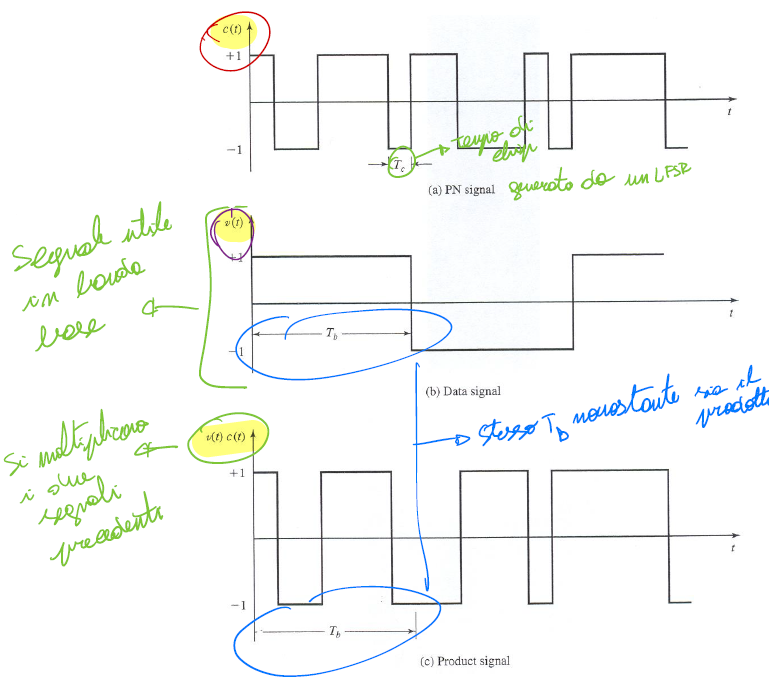 c(t)
+1
−1
t
T_c
tempo di
chip
(a) PN signal
generato da un LFSR
Segnale utile
in banda
base
v(t)
+1
T_b
−1
t
(b) Data signal
stesso T_b nonostante sia il
prodotto
Si moltiplicano
i due
segnali
precedenti
v(t) c(t)
+1
−1
t
T_b
(c) Product signal